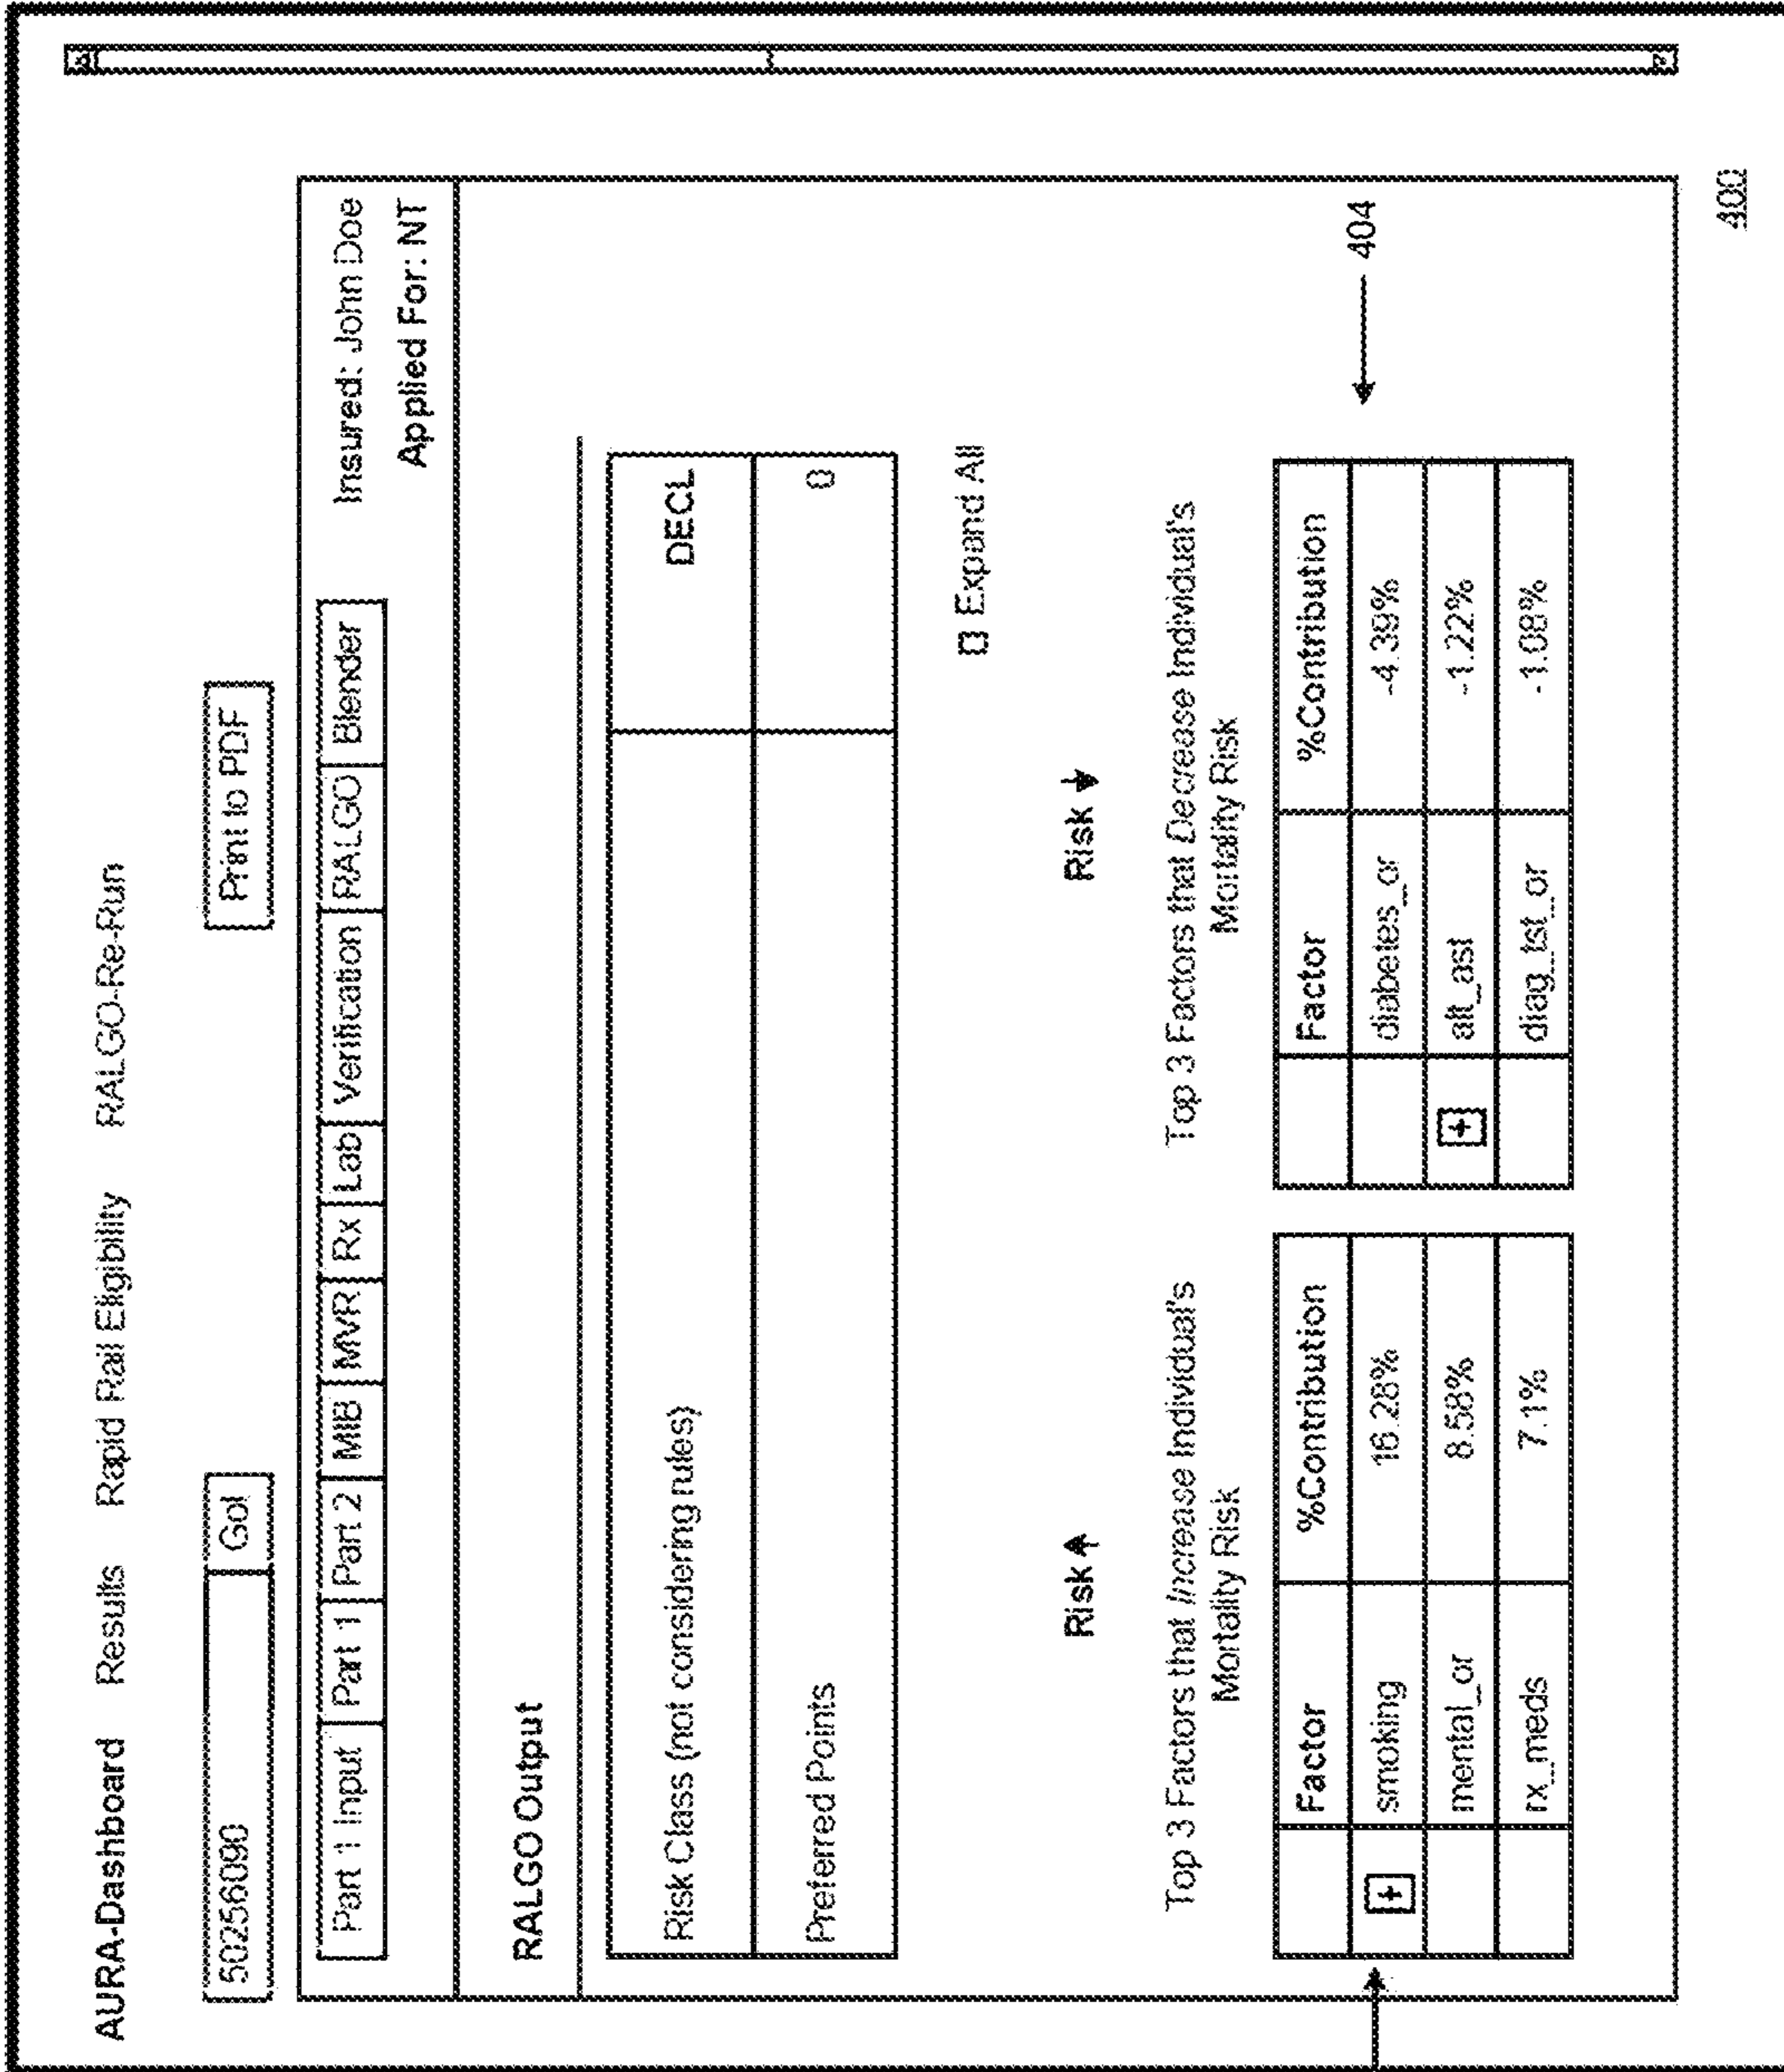 AURA-Dashboard Results Rapid Rail Eligibility RALGO-Re-Run
50256090 Go! Print to PDF
Part 1 Input Part 1 Part 2 MIB MVR Rx Lab Verification RALGO Blender Insured: John Doe
Applied For: NT
RALGO Output
Risk Class (not considering rules) DECL
Preferred Points 0
Expand All
Risk Risk
Top 3 Factors that Increase Individual's Top 3 Factors that Decrease Individual's
Mortality Risk Mortality Risk
Factor %Contribution Factor %Contribution
+ smoking 16.28% diabetes_or -4.39% 404
mental_or 8.58% + alt_ast -1.22%
rx_meds 7.1% diag_tst_or -1.08%
400